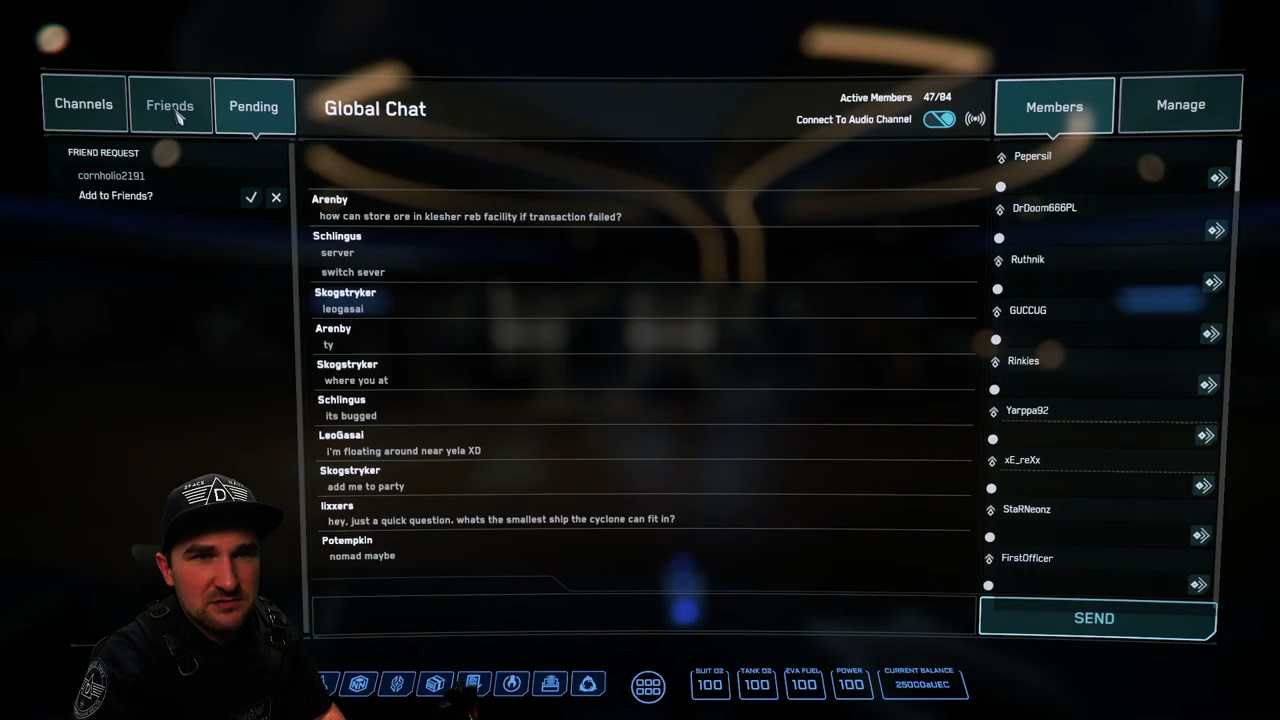 Channels
Friends
Pending
Global Chat
Active Members 47/84
Connect To Audio Channel
Members
Manage
FRIEND REQUEST
cornholio2191
Add to Friends?
Arenby
how can store ore in klesher reb facility if transaction failed?
Schlingus
server
switch sever
Skogstryker
leogasai
Arenby
ty
Skogstryker
where you at
Schlingus
its bugged
LeoGasai
i'm floating around near yela XD
Skogstryker
add me to party
lixxers
hey, just a quick question. whats the smallest ship the cyclone can fit in?
Potempkin
nomad maybe
Pepersil
DrDoom666PL
Ruthnik
GUCCUG
Rinkies
Yarppa92
xE_reXx
StaRNeonz
FirstOfficer
SEND
SUIT O2
100
TANK O2
100
EVA FUEL
100
POWER
100
CURRENT BALANCE
25000aUEC
SPACE
D